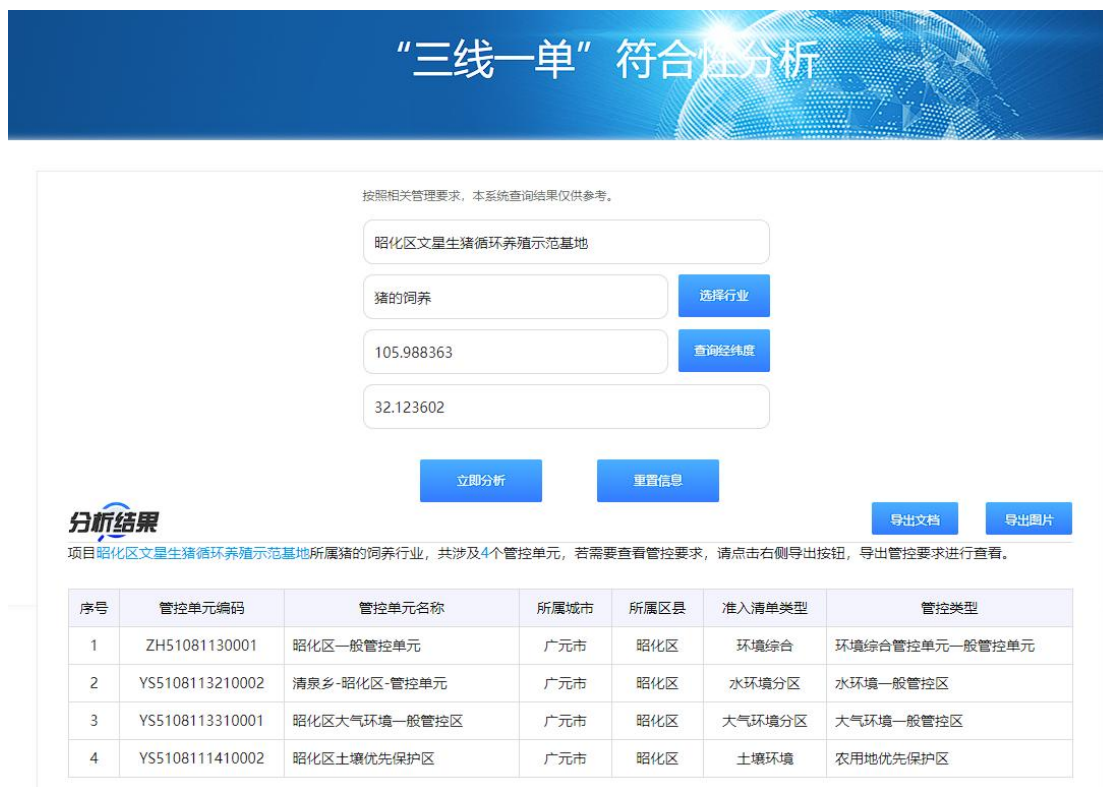 “三线一单”符合性分析
按照相关管理要求，本系统查询结果仅供参考。
昭化区文星生猪循环养殖示范基地
猪的饲养 选择行业
105.988363 查询经纬度
32.123602
立即分析 重置信息
分析结果 导出文档 导出图片
项目昭化区文星生猪循环养殖示范基地所属猪的饲养行业，共涉及4个管控单元，若需要查看管控要求，请点击右侧导出按钮，导出管控要求进行查看。
序号 管控单元编码 管控单元名称 所属城市 所属区县 准入清单类型 管控类型
1 ZH51081130001 昭化区一般管控单元 广元市 昭化区 环境综合 环境综合管控单元一般管控单元
2 YS5108113210002 清泉乡-昭化区-管控单元 广元市 昭化区 水环境分区 水环境一般管控区
3 YS5108113310001 昭化区大气环境一般管控区 广元市 昭化区 大气环境分区 大气环境一般管控区
4 YS5108111410002 昭化区土壤优先保护区 广元市 昭化区 土壤环境 农用地优先保护区